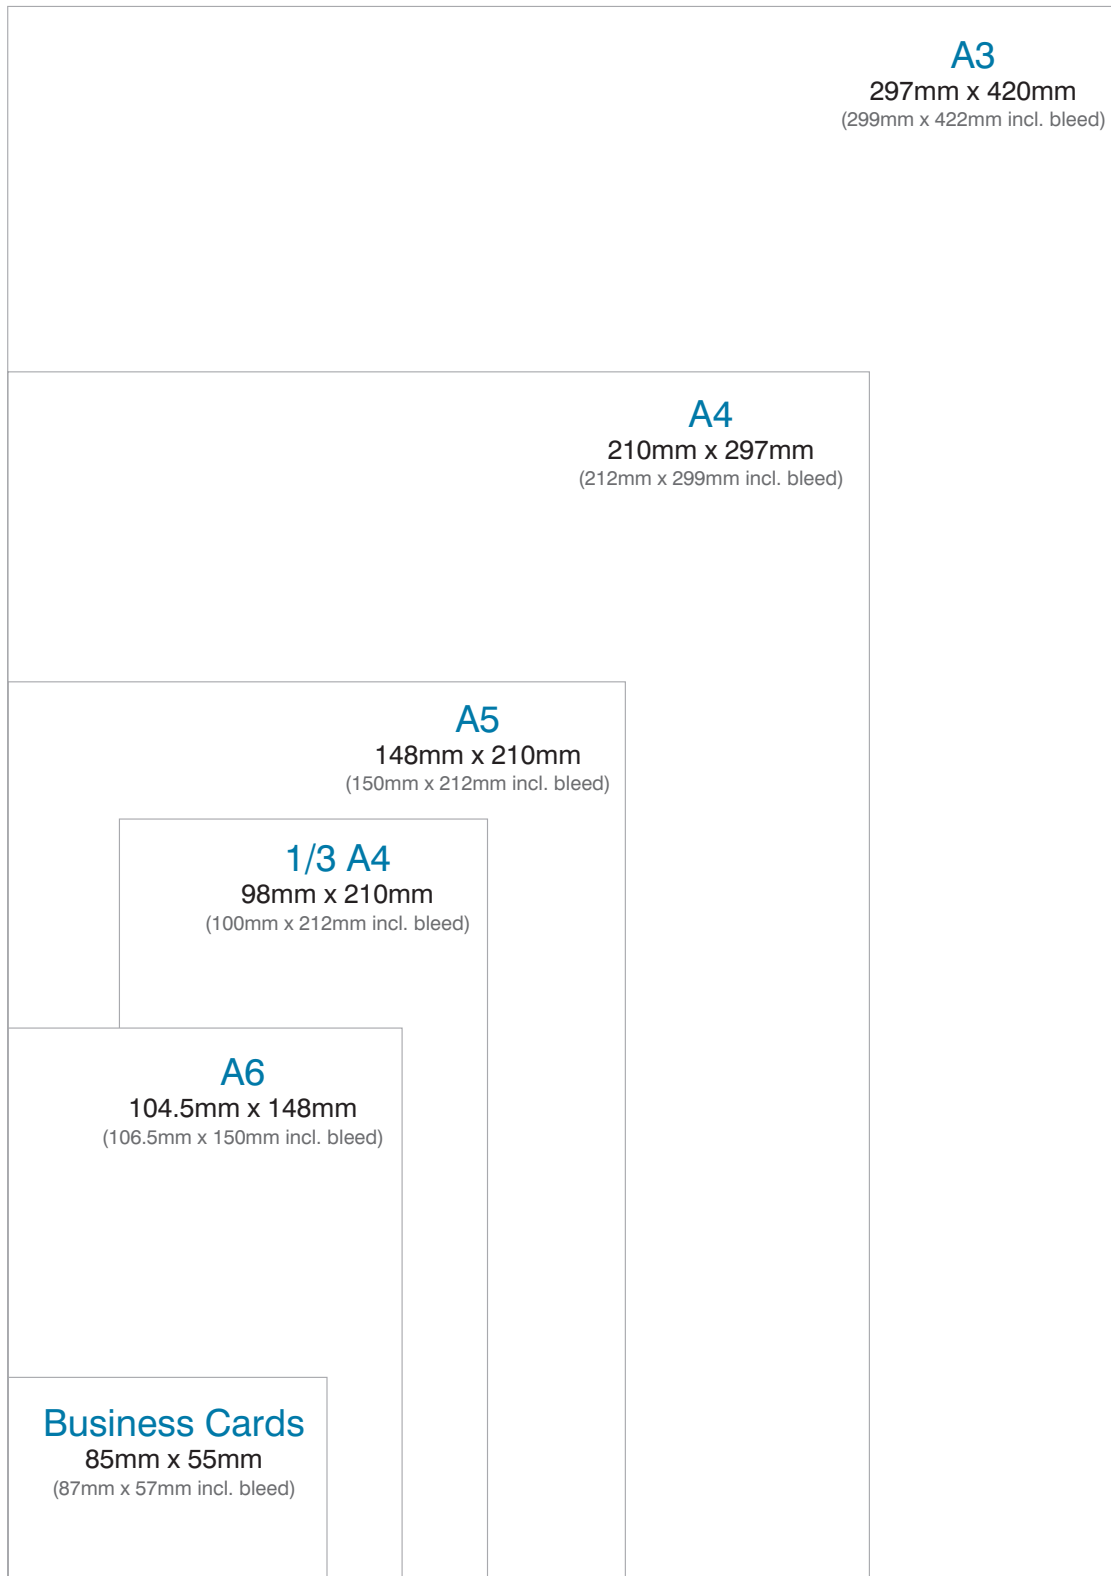 A3
297mm x 420mm
(299mm x 422mm incl. bleed)
A4
210mm x 297mm
(212mm x 299mm incl. bleed)
A5
148mm x 210mm
(150mm x 212mm incl. bleed)
1/3 A4
98mm x 210mm
(100mm x 212mm incl. bleed)
A6
104.5mm x 148mm
(106.5mm x 150mm incl. bleed)
Business Cards
85mm x 55mm
(87mm x 57mm incl. bleed)